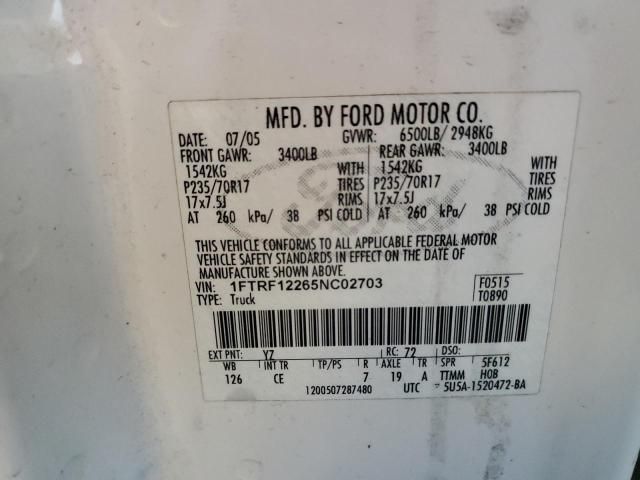 MFD. BY FORD MOTOR CO.
DATE: 07/05 GVWR: 6500LB/ 2948KG
FRONT GAWR: 3400LB REAR GAWR: 3400LB
1542KG WITH 1542KG WITH
P235/70R17 TIRES P235/70R17 TIRES
17x7.5J RIMS 17x7.5J RIMS
AT 260 kPa/ 38 PSI COLD AT 260 kPa/ 38 PSI COLD
THIS VEHICLE CONFORMS TO ALL APPLICABLE FEDERAL MOTOR
VEHICLE SAFETY STANDARDS IN EFFECT ON THE DATE OF
MANUFACTURE SHOWN ABOVE.
VIN: 1FTRF12265NC02703 F0515
TYPE: Truck T0890
EXT PNT: YZ RC: 72 DSO:
WB INT TR TP/PS R AXLE TR SPR 5F612
126 CE 7 19 A TTMM HOB
1200507287480 UTC 5U5A-1520472-BA